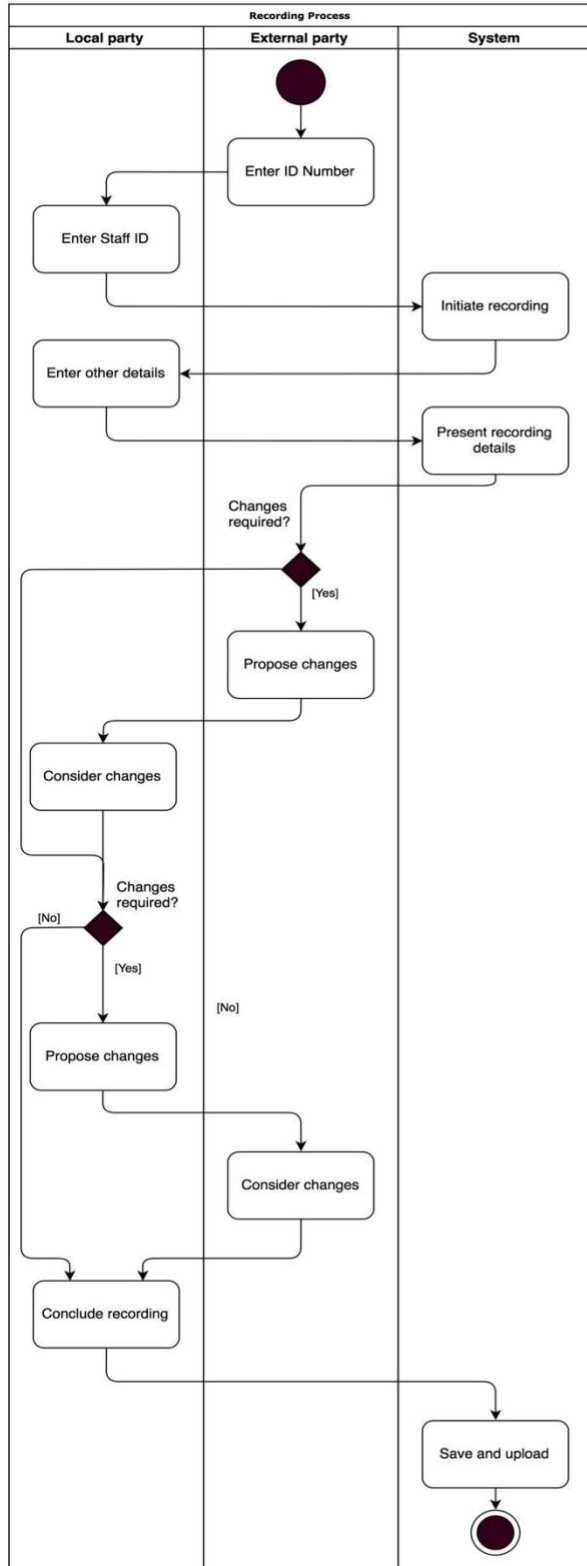 Recording Process
Local party
External party
System
Enter ID Number
Enter Staff ID
Initiate recording
Enter other details
Present recording
details
Changes
required?
[Yes]
Propose changes
Consider changes
Changes
required?
[No]
[Yes]
[No]
Propose changes
Consider changes
Conclude recording
Save and upload